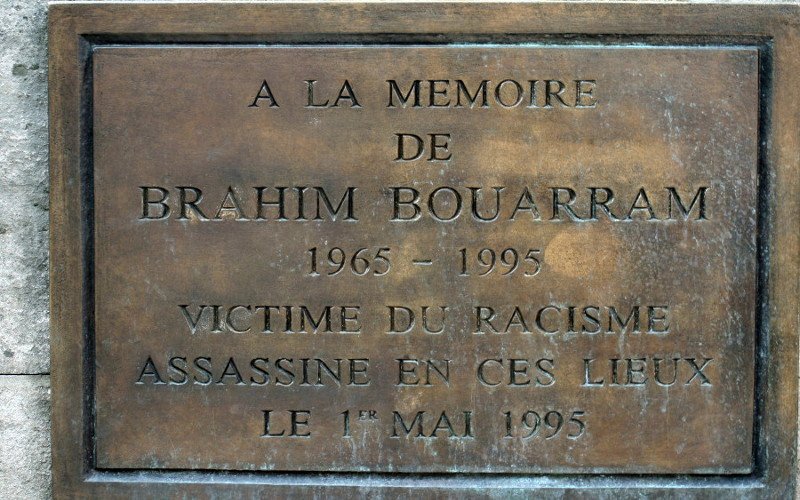 A LA MEMOIRE
DE
BRAHIM BOUARRAM
1965 - 1995
VICTIME DU RACISME
ASSASSINE EN CES LIEUX
LE 1ER MAI 1995